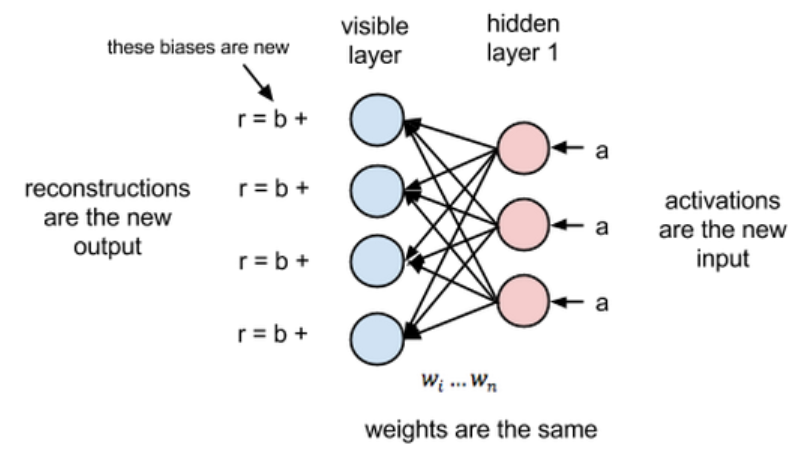 visible
layer
hidden
layer 1
these biases are new
r = b +
r = b +
r = b +
r = b +
reconstructions
are the new
output
a
a
a
activations
are the new
input
wᵢ ... wₙ
weights are the same